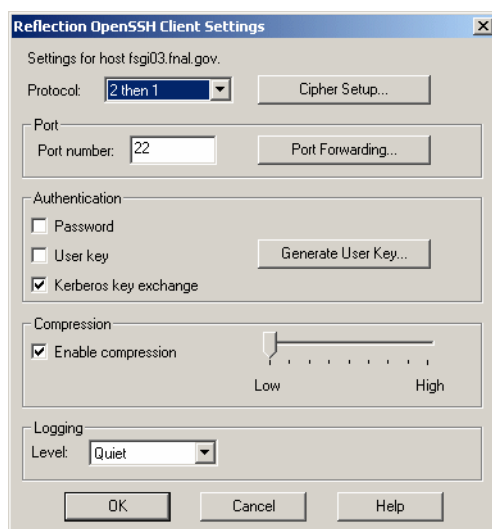 Reflection OpenSSH Client Settings
Settings for host fsgi03.fnal.gov.
Protocol: 2 then 1 Cipher Setup...
Port
Port number: 22 Port Forwarding...
Authentication
Password
User key Generate User Key...
Kerberos key exchange
Compression
Enable compression
Low High
Logging
Level: Quiet
OK Cancel Help